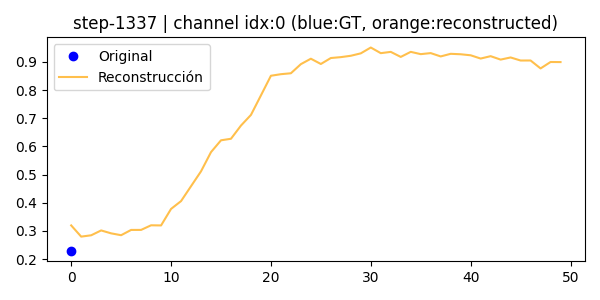 step-1337 | channel idx:0 (blue:GT, orange:reconstructed)
Original
Reconstrucción
0.9
0.8
0.7
0.6
0.5
0.4
0.3
0.2
0 10 20 30 40 50